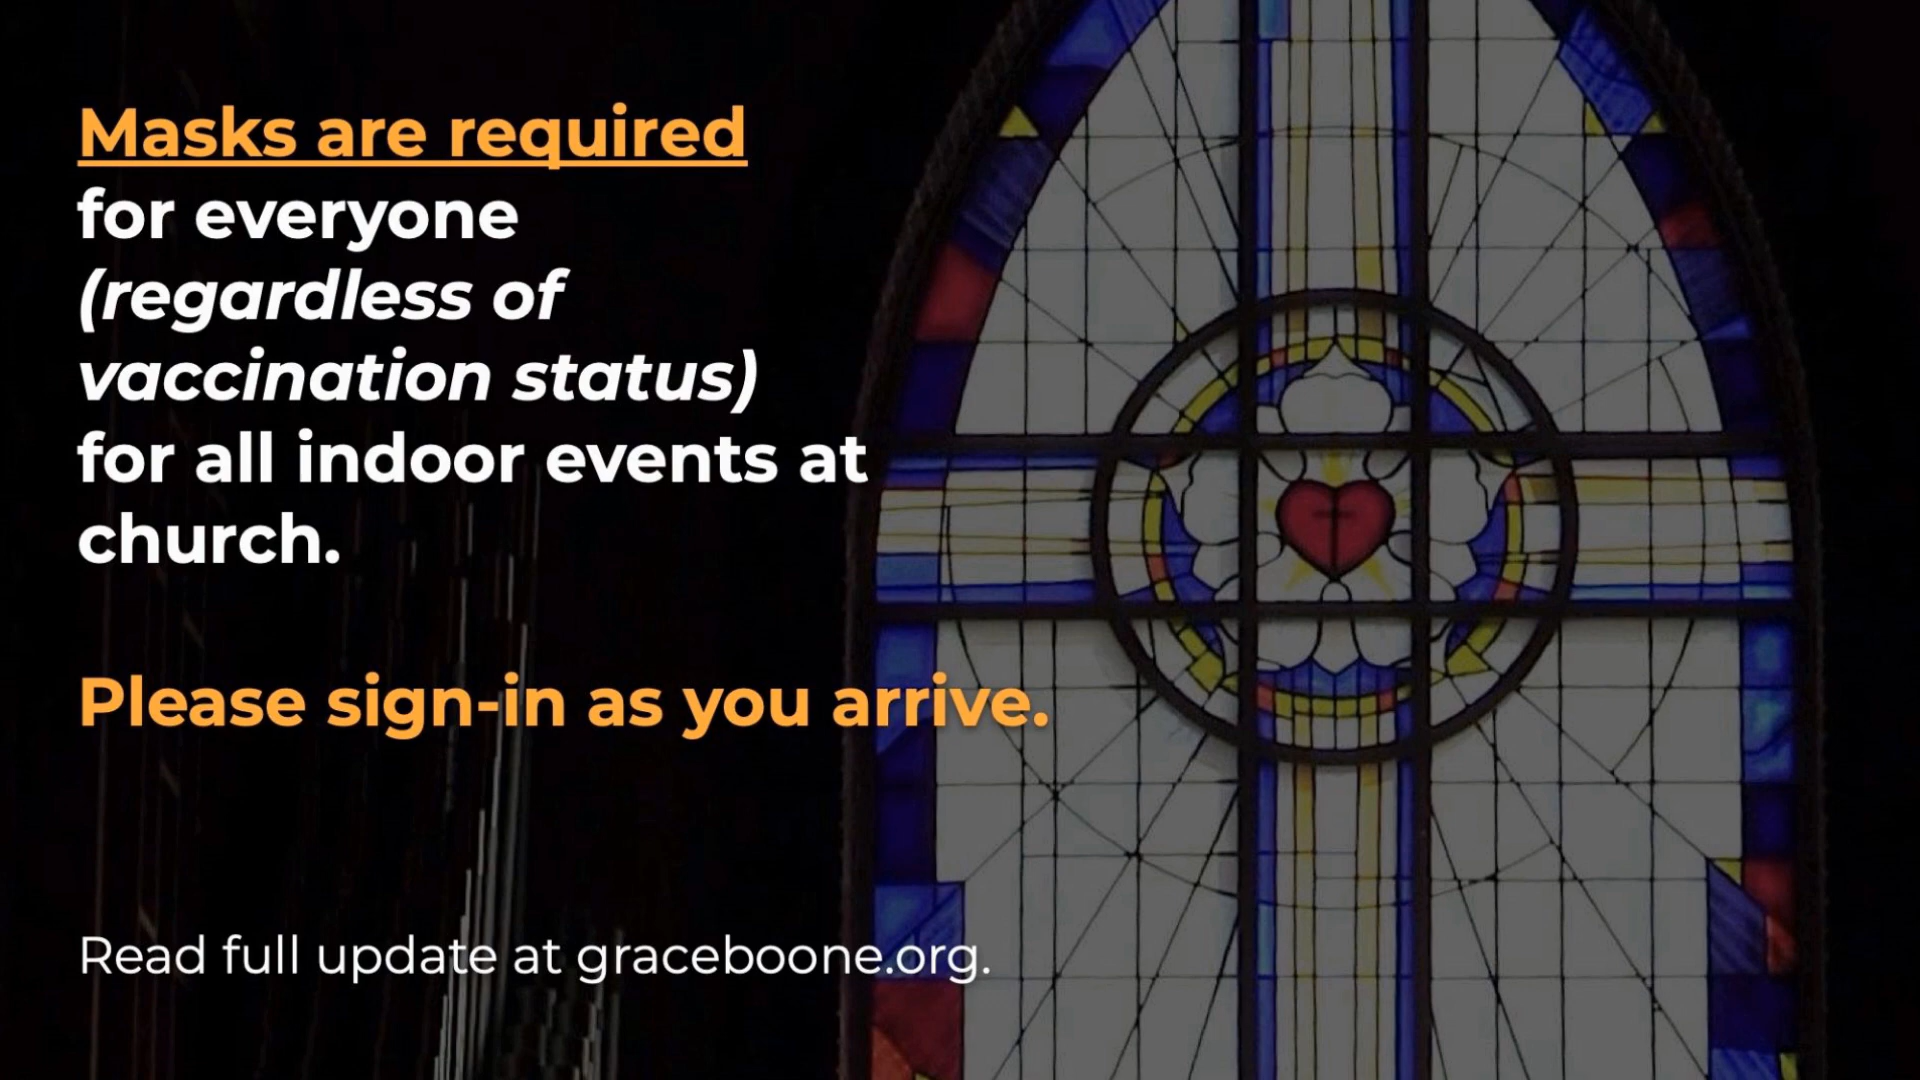 Masks are required
for everyone
(regardless of
vaccination status)
for all indoor events at
church.
Please sign-in as you arrive.
Read full update at graceboone.org.